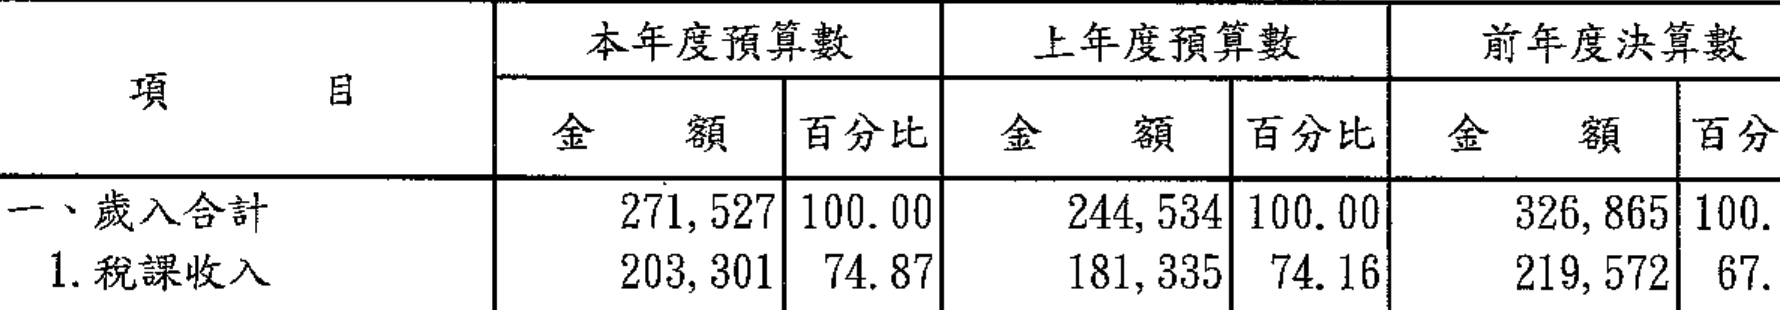 項 目 本年度預算數 上年度預算數 前年度決算數
金 額 百分比 金 額 百分比 金 額 百分
一、歲入合計 271,527 100.00 244,534 100.00 326,865 100.
1.稅課收入 203,301 74.87 181,335 74.16 219,572 67.